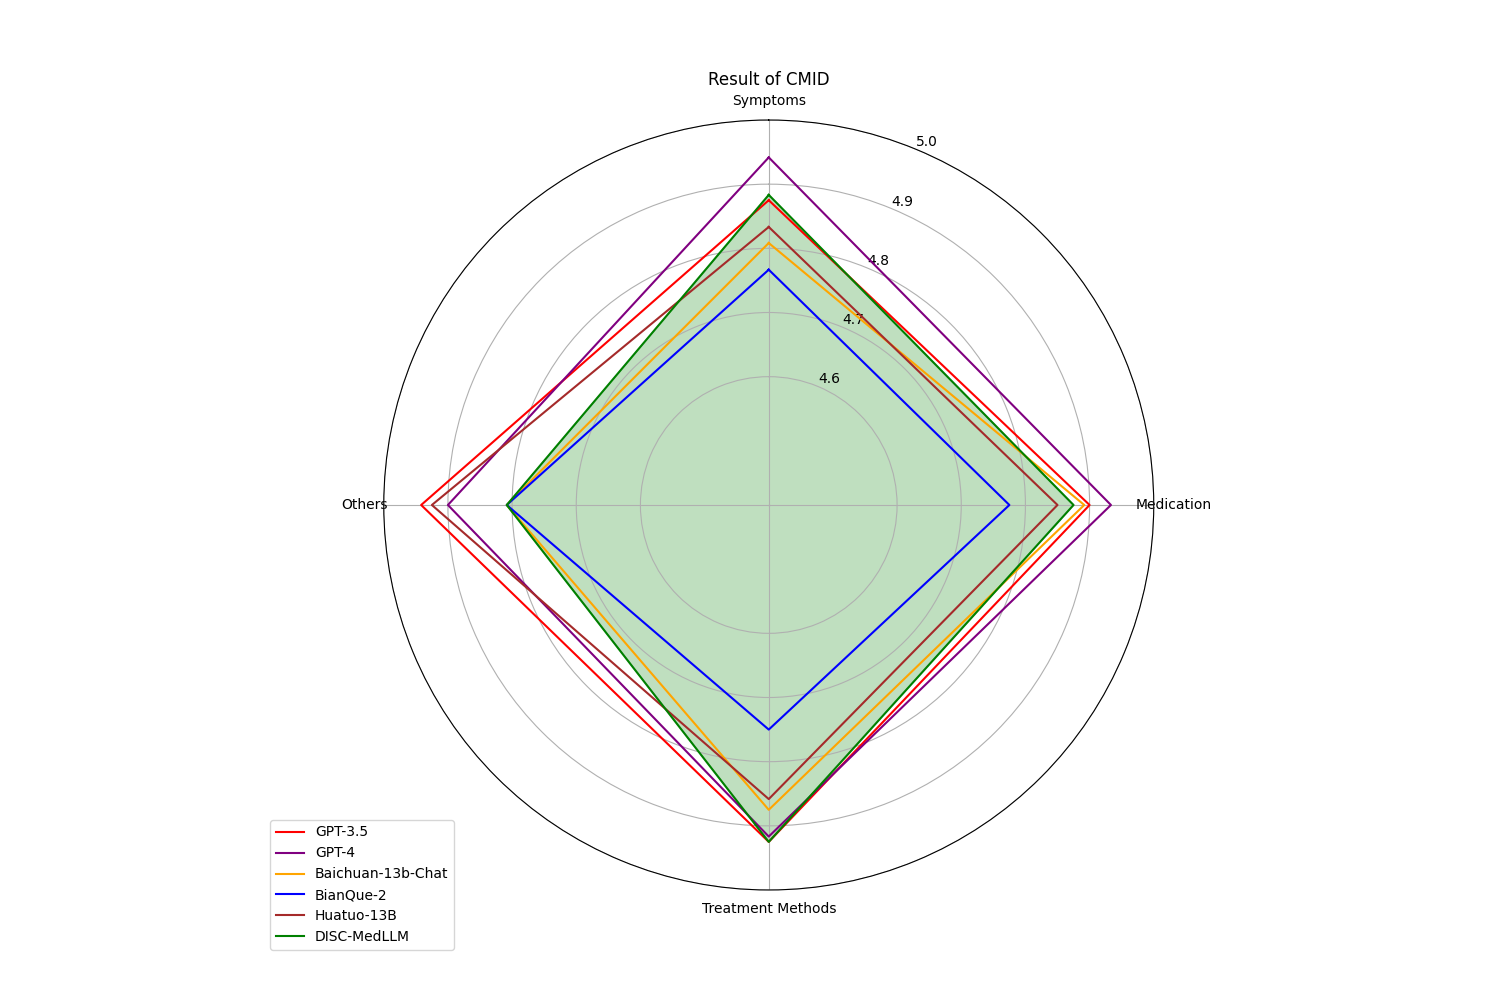 Result of CMID
Symptoms
5.0
4.9
4.8
4.7
4.6
Others
Medication
Treatment Methods
GPT-3.5
GPT-4
Baichuan-13b-Chat
BianQue-2
Huatuo-13B
DISC-MedLLM